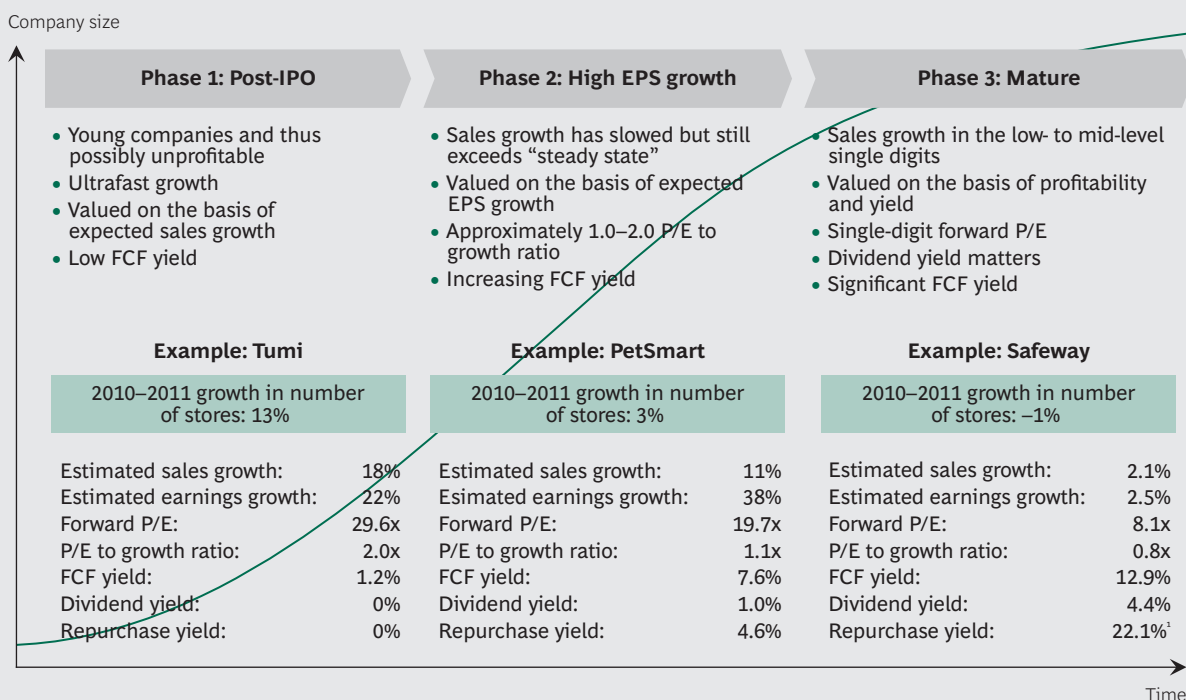 Company size
Phase 1: Post-IPO
Phase 2: High EPS growth
Phase 3: Mature
• Young companies and thus
possibly unprofitable
• Ultrafast growth
• Valued on the basis of
expected sales growth
• Low FCF yield
• Sales growth has slowed but still
exceeds “steady state”
• Valued on the basis of expected
EPS growth
• Approximately 1.0–2.0 P/E to
growth ratio
• Increasing FCF yield
• Sales growth in the low- to mid-level
single digits
• Valued on the basis of profitability
and yield
• Single-digit forward P/E
• Dividend yield matters
• Significant FCF yield
Example: Tumi
2010–2011 growth in number
of stores: 13%
Estimated sales growth: 18%
Estimated earnings growth: 22%
Forward P/E: 29.6x
P/E to growth ratio: 2.0x
FCF yield: 1.2%
Dividend yield: 0%
Repurchase yield: 0%
Example: PetSmart
2010–2011 growth in number
of stores: 3%
Estimated sales growth: 11%
Esimated earnings growth: 38%
Forward P/E: 19.7x
P/E to growth ratio: 1.1x
FCF yield: 7.6%
Dividend yield: 1.0%
Repurchase yield: 4.6%
Example: Safeway
2010–2011 growth in number
of stores: –1%
Estimated sales growth: 2.1%
Estimated earnings growth: 2.5%
Forward P/E: 8.1x
P/E to growth ratio: 0.8x
FCF yield: 12.9%
Dividend yield: 4.4%
Repurchase yield: 22.1%¹
Time